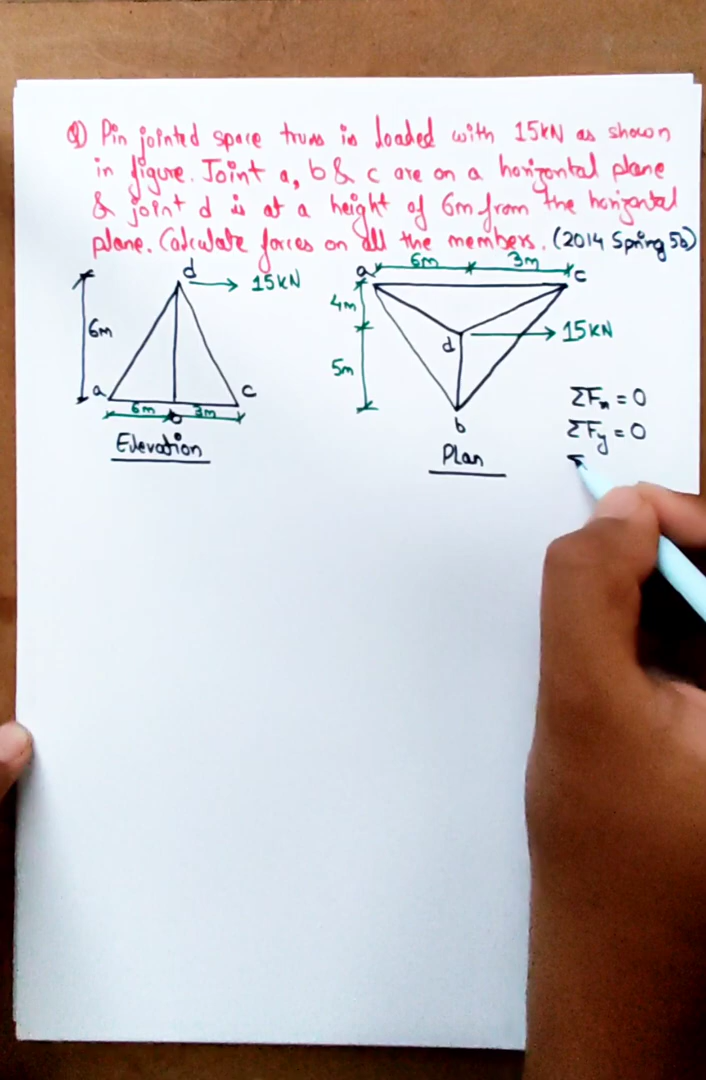 Q) Pin jointed space truss is loaded with 15kN as shown
in figure. Joint a, b & c are on a horizontal plane
& joint d is at a height of 6m from the horizontal
plane. Calculate forces on all the members. (2014 Spring 5b)
d 15kN
6m
a c
6m 3m
b
Elevation
6m 3m
a c
4m
d 15kN
5m
b
Plan
ΣFx = 0
ΣFy = 0
Σ